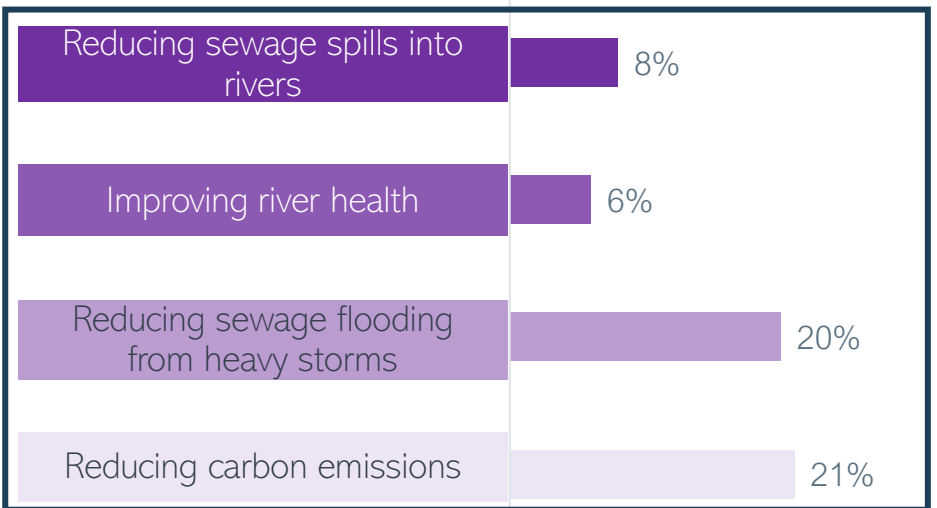 Reducing sewage spills into
rivers
8%
Improving river health
6%
Reducing sewage flooding
from heavy storms
20%
Reducing carbon emissions
21%